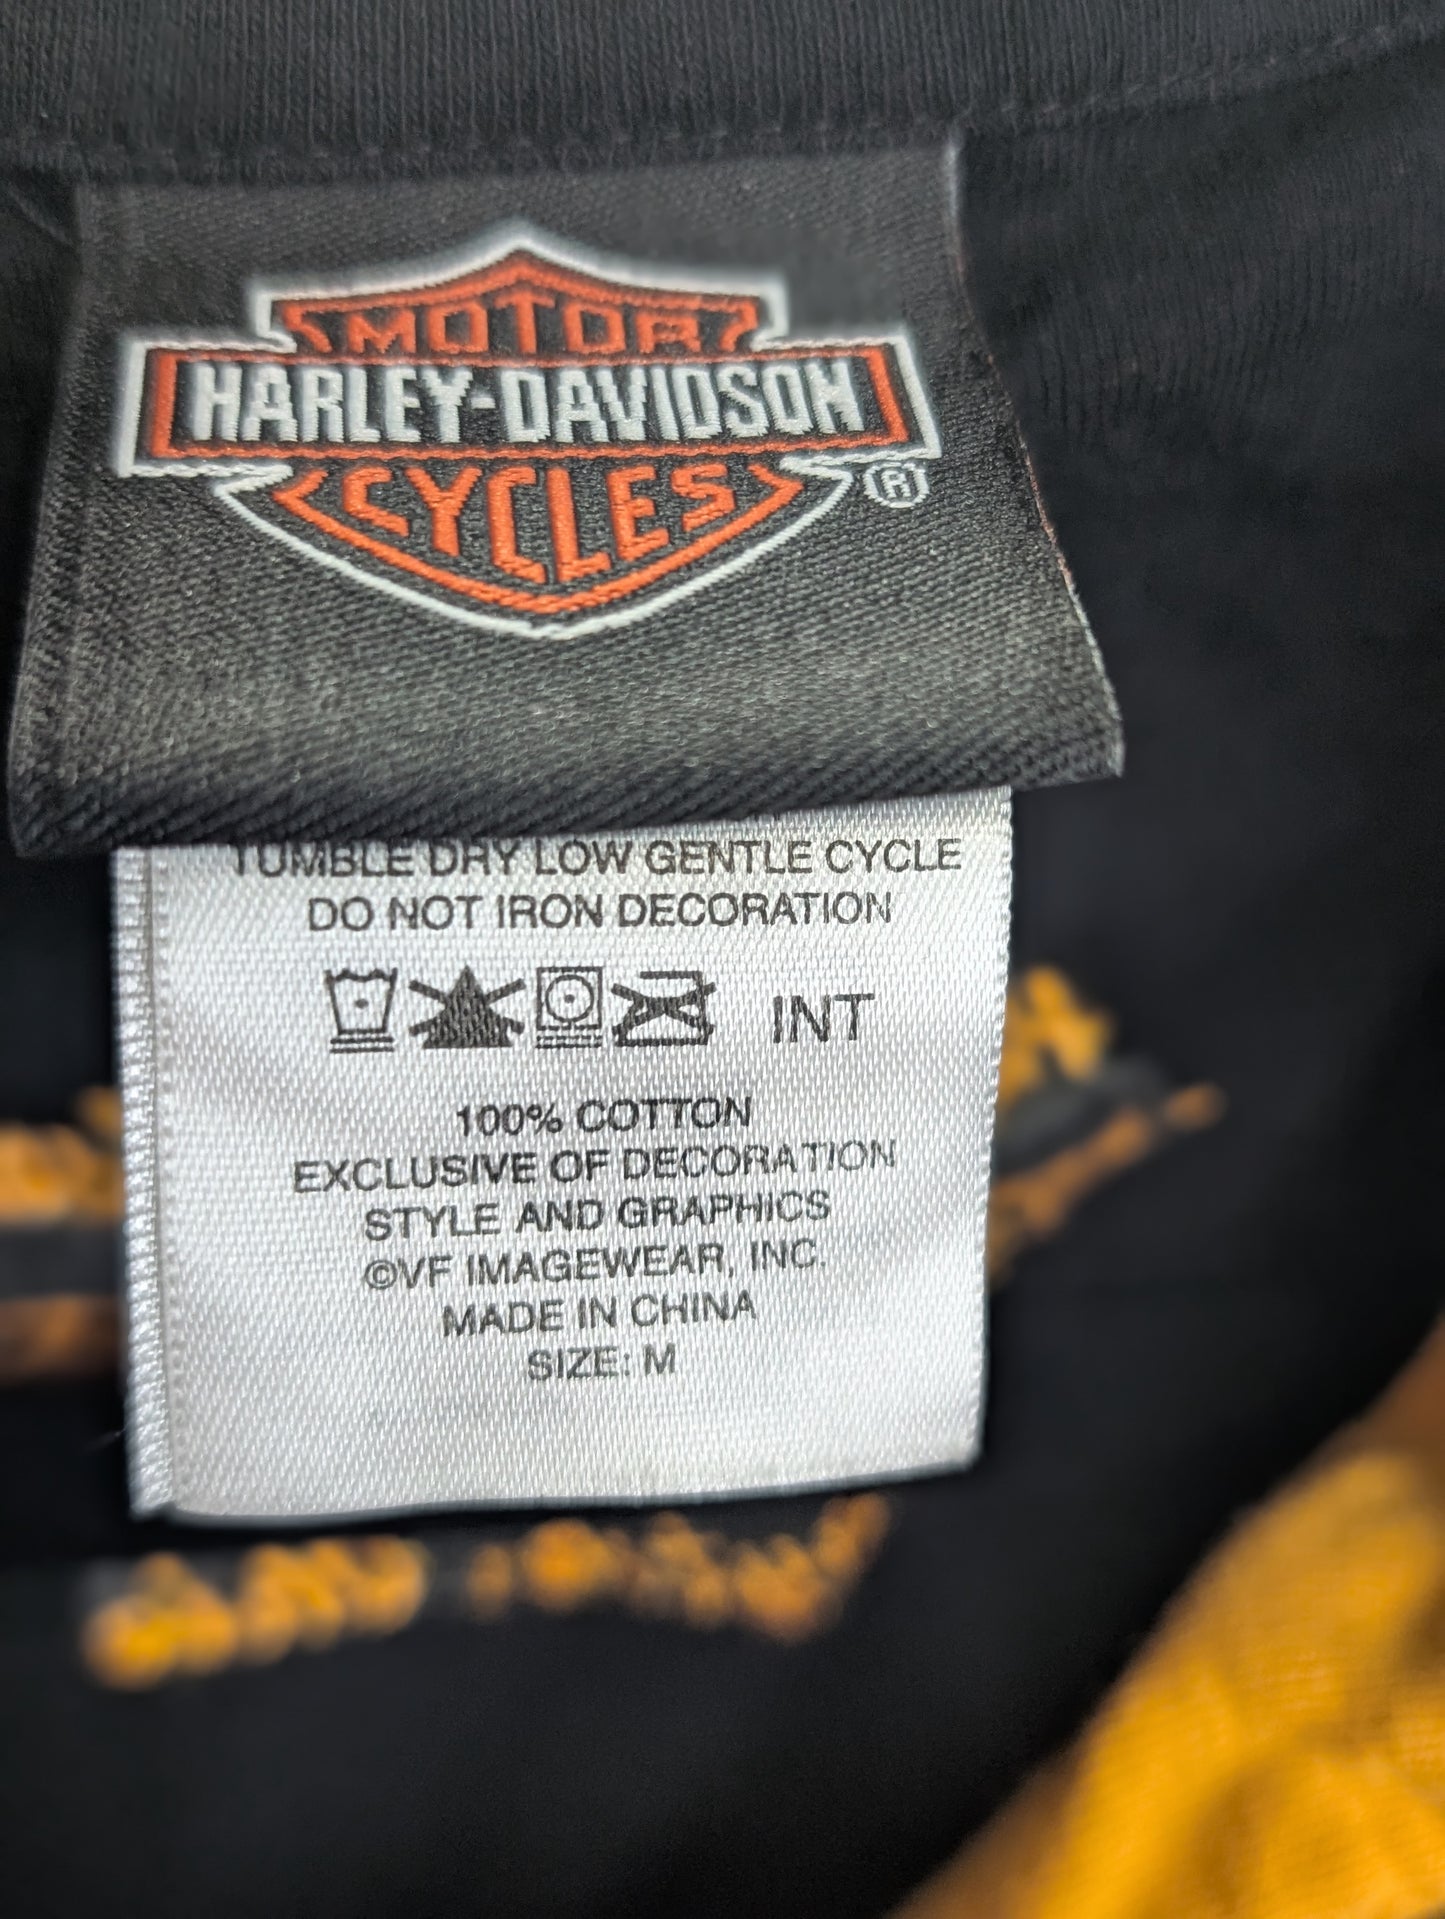 MOTOR
HARLEY-DAVIDSON
CYCLES
®
TUMBLE DRY LOW GENTLE CYCLE
DO NOT IRON DECORATION
INT
100% COTTON
EXCLUSIVE OF DECORATION
STYLE AND GRAPHICS
©VF IMAGEWEAR, INC.
MADE IN CHINA
SIZE: M